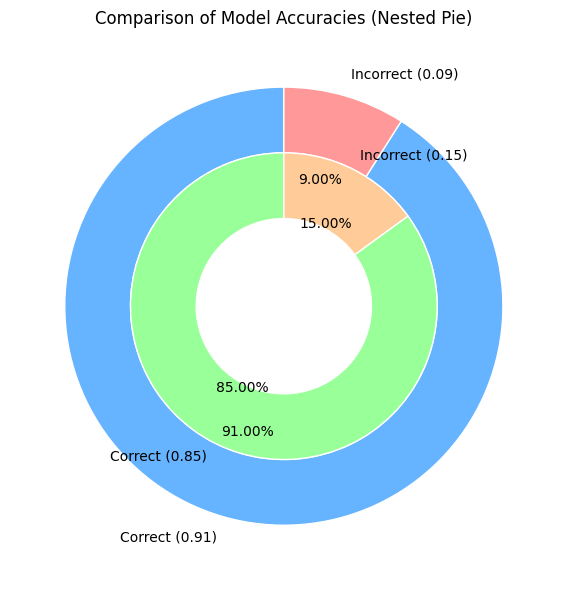 Comparison of Model Accuracies (Nested Pie)
Incorrect (0.09)
Incorrect (0.15)
9.00%
15.00%
85.00%
91.00%
Correct (0.85)
Correct (0.91)